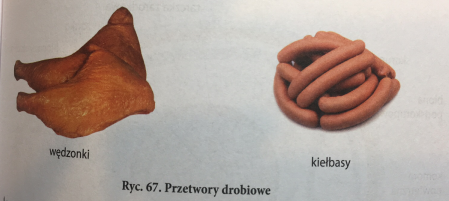 wędzonki
kiełbasy
Ryc. 67. Przetwory drobiowe